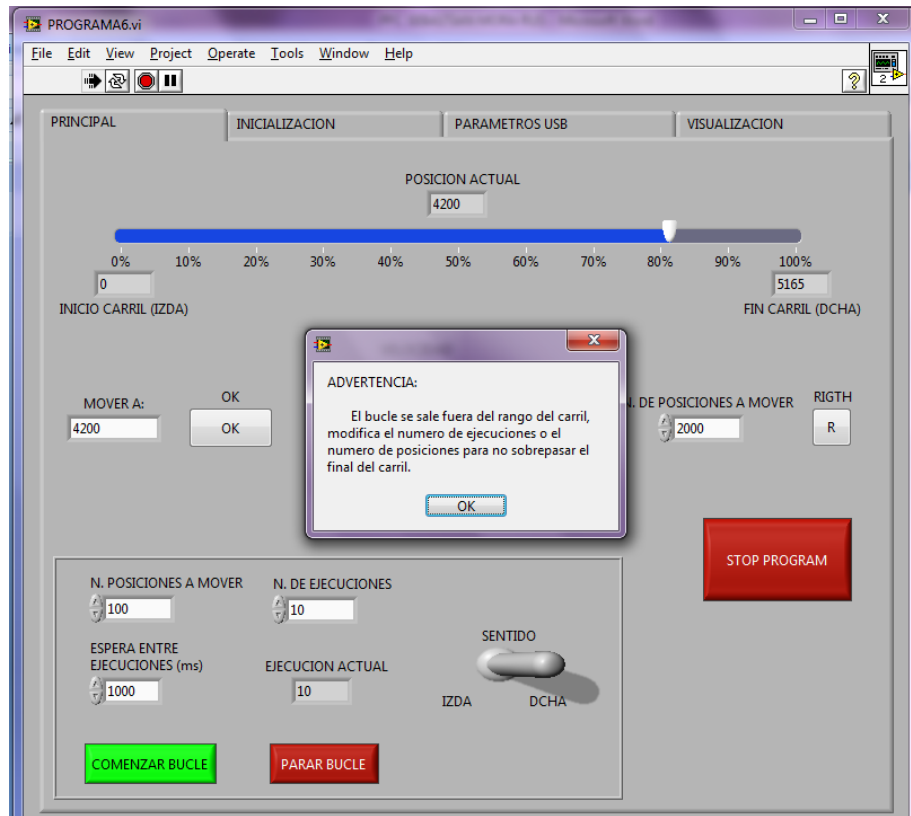 PROGRAMA6.vi
File Edit View Project Operate Tools Window Help
2
PRINCIPAL INICIALIZACION PARAMETROS USB VISUALIZACION
POSICION ACTUAL
4200
0% 10% 20% 30% 40% 50% 60% 70% 80% 90% 100%
0 5165
INICIO CARRIL (IZDA) FIN CARRIL (DCHA)
ADVERTENCIA:
El bucle se sale fuera del rango del carril,
modifica el numero de ejecuciones o el
numero de posiciones para no sobrepasar el
final del carril.
OK
MOVER A: OK
4200 OK
. DE POSICIONES A MOVER RIGTH
2000 R
STOP PROGRAM
N. POSICIONES A MOVER N. DE EJECUCIONES
100 10
ESPERA ENTRE
EJECUCIONES (ms) EJECUCION ACTUAL
1000 10
SENTIDO
IZDA DCHA
COMENZAR BUCLE PARAR BUCLE